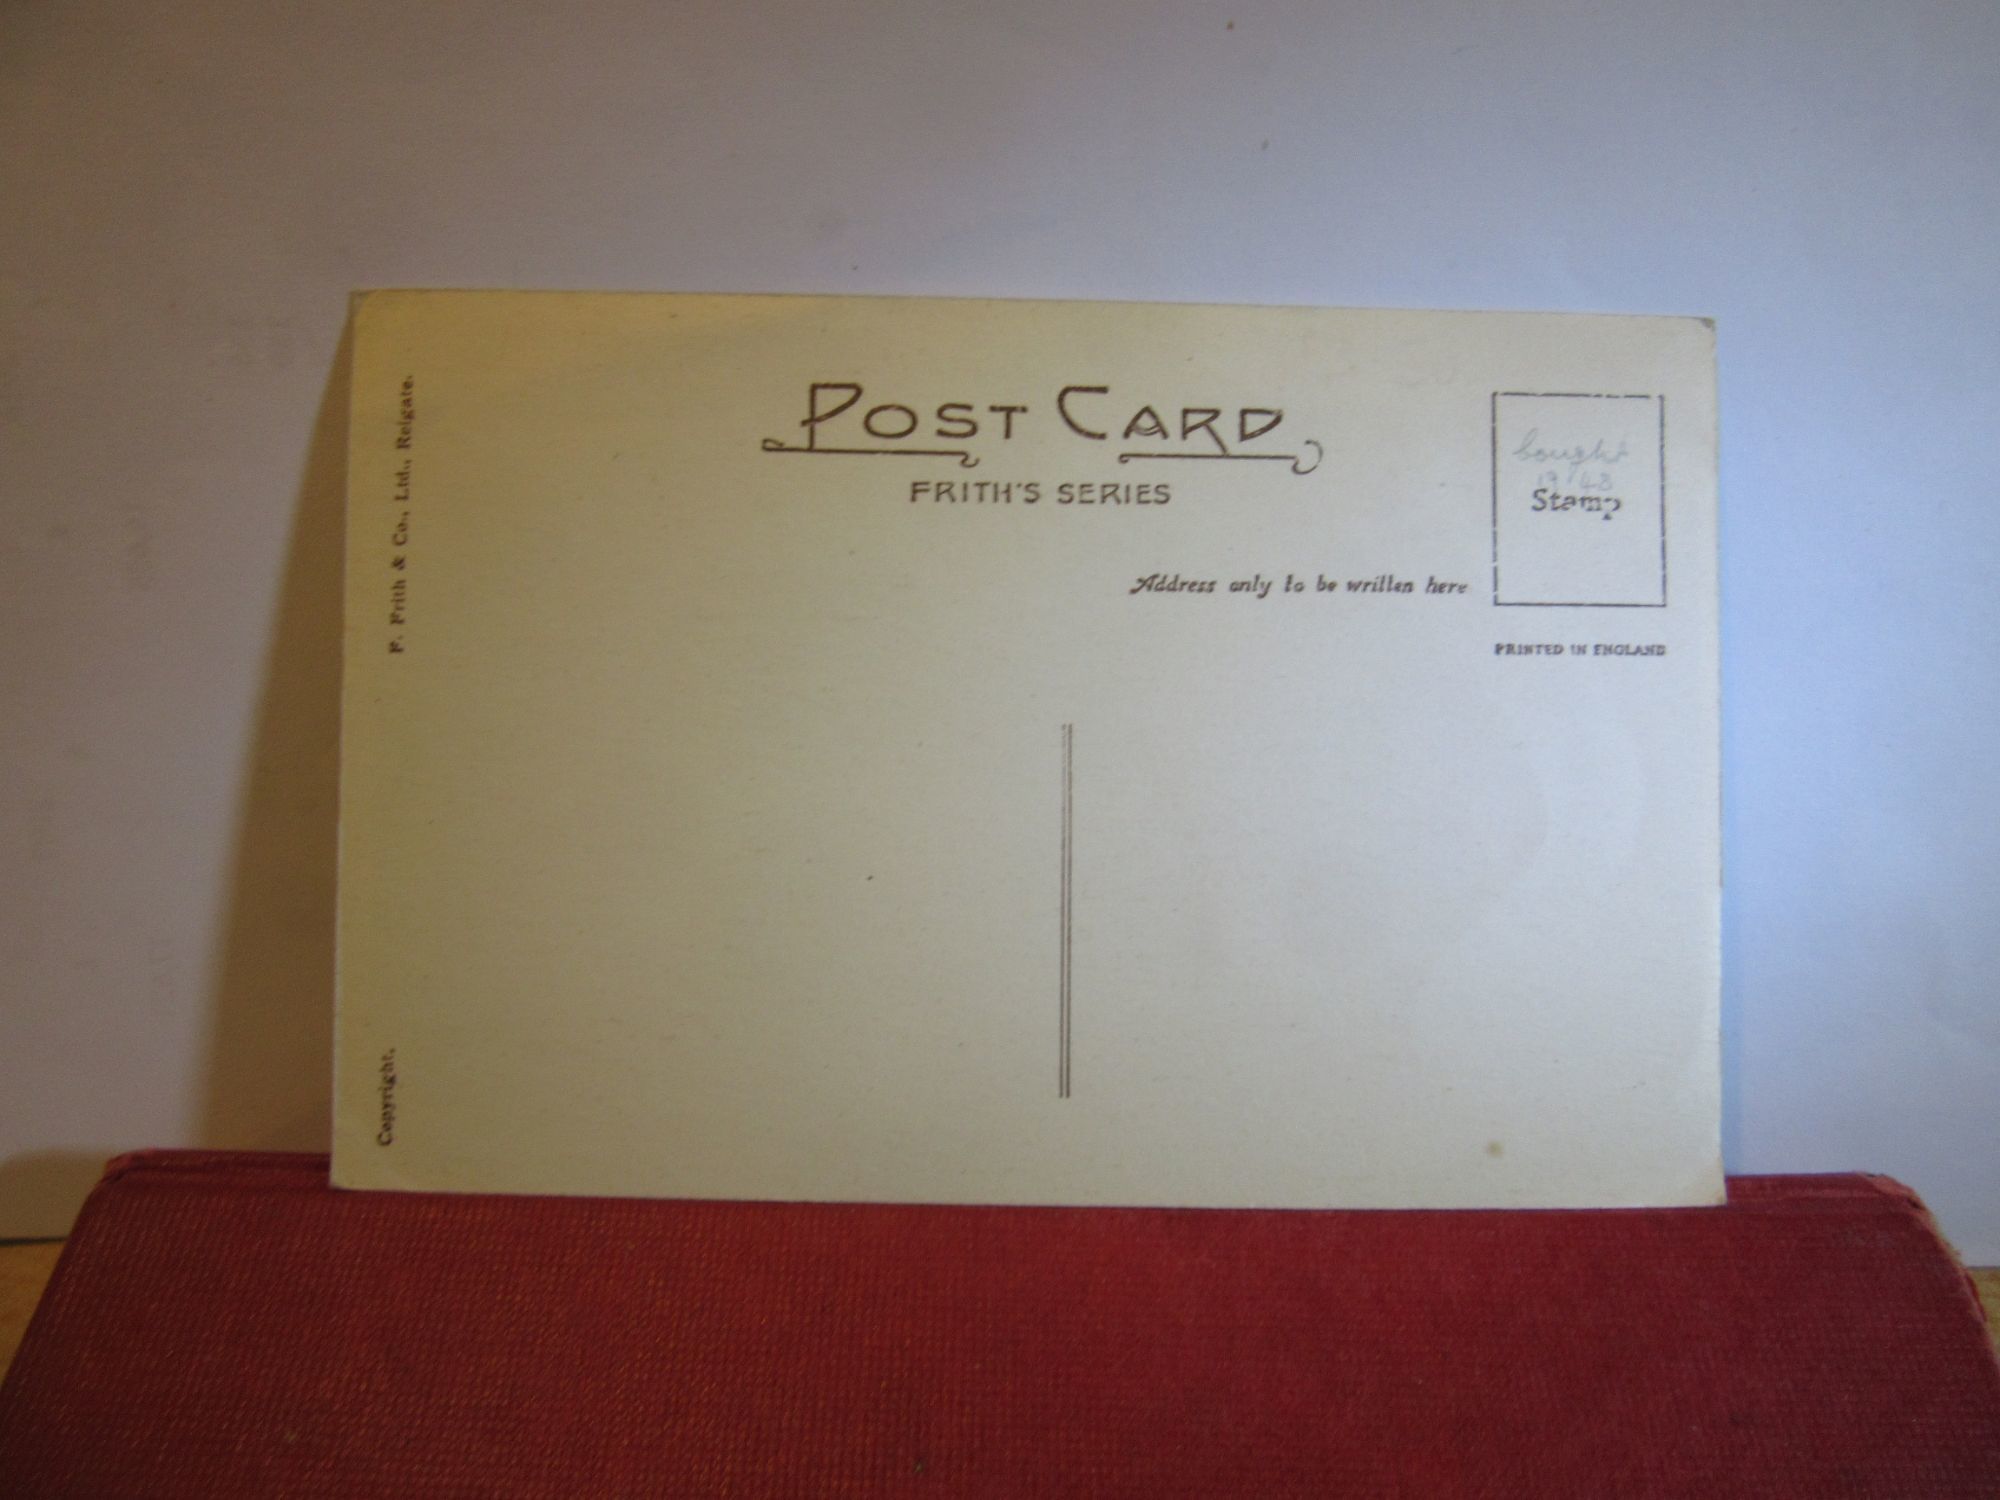 POST CARD
FRITH'S SERIES
bought
1948
Stamp
Address only to be written here
PRINTED IN ENGLAND
F. Frith & Co., Ltd., Reigate.
Copyright.